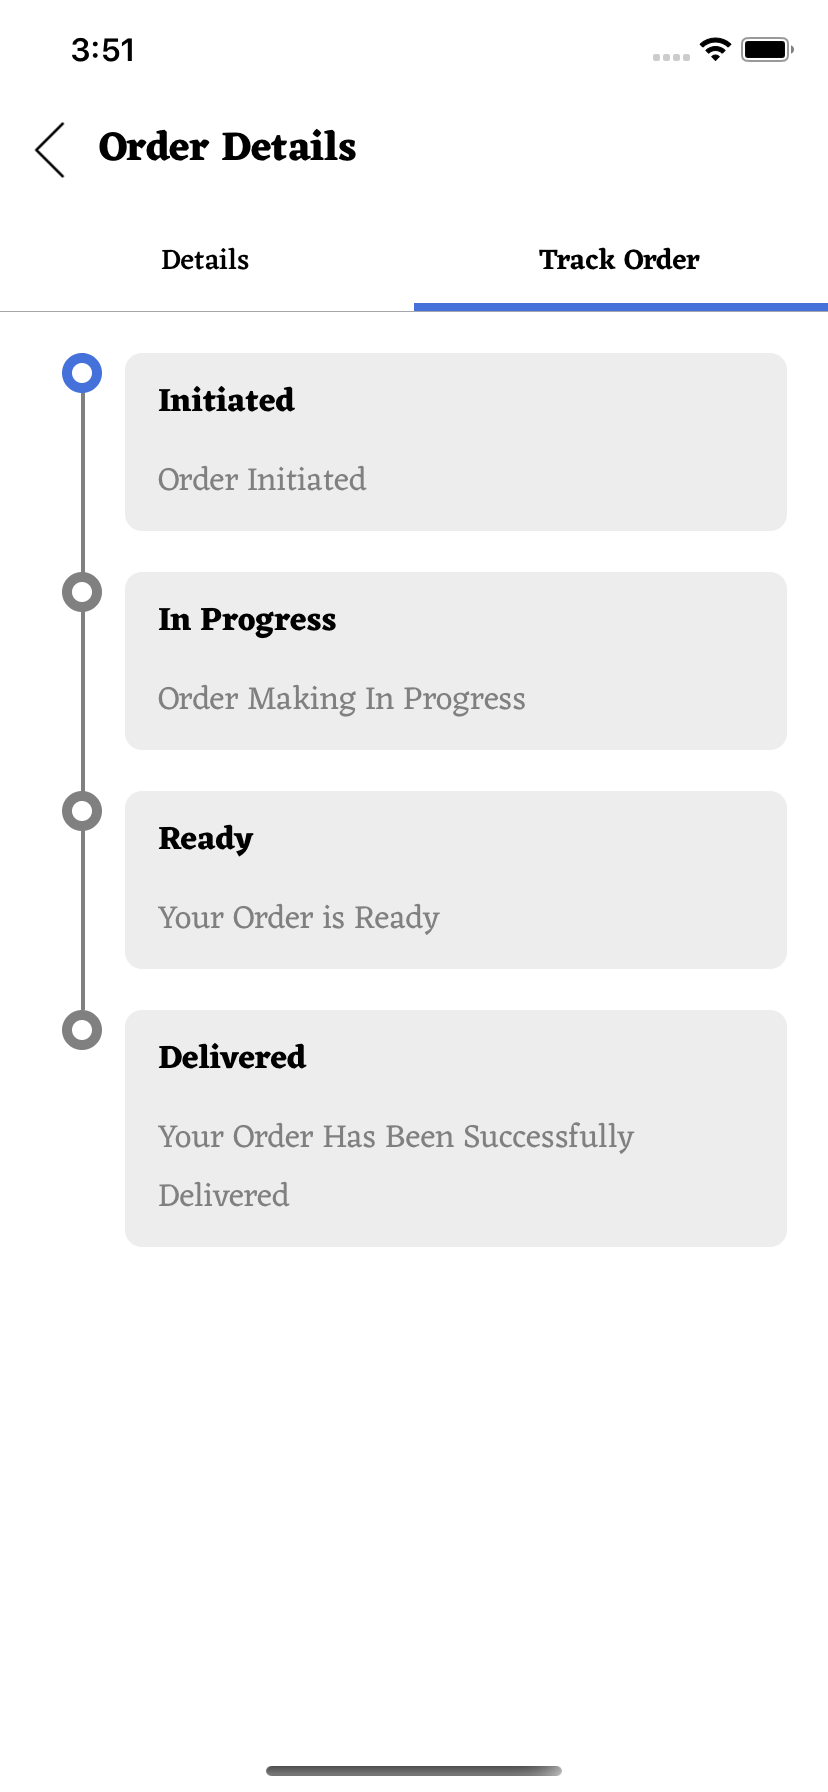 3:51
Order Details
Details
Track Order
Initiated
Order Initiated
In Progress
Order Making In Progress
Ready
Your Order is Ready
Delivered
Your Order Has Been Successfully
Delivered